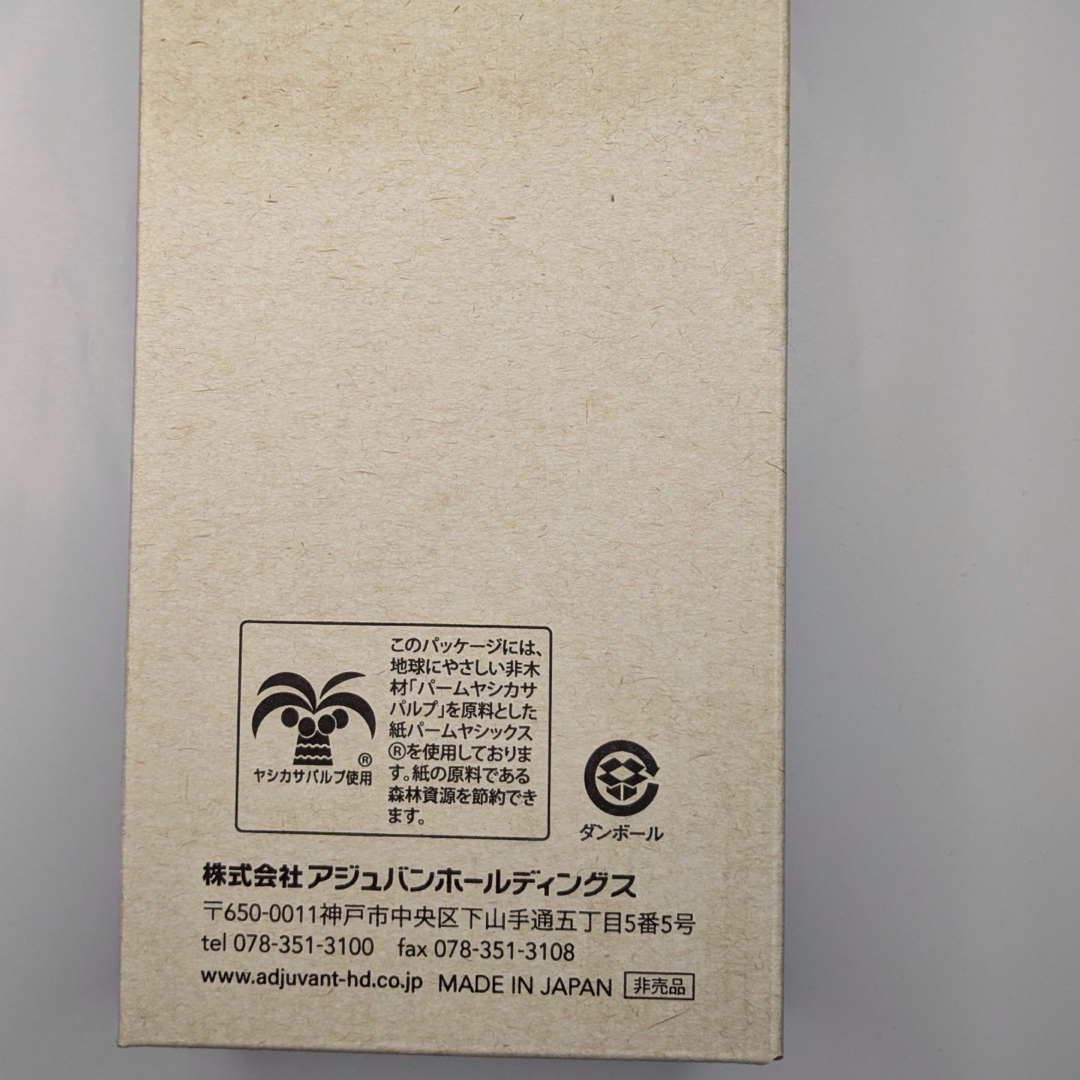 このパッケージには、
地球にやさしい非木
材「パームヤシカサ
パルプ」を原料とした
紙パームヤシックス
®を使用しておりま
す。紙の原料である
森林資源を節約でき
ます。
®
ヤシカサパルプ使用
ダンボール
株式会社アジュバンホールディングス
〒650-0011神戸市中央区下山手通五丁目5番5号
tel 078-351-3100 fax 078-351-3108
www.adjuvant-hd.co.jp MADE IN JAPAN 非売品